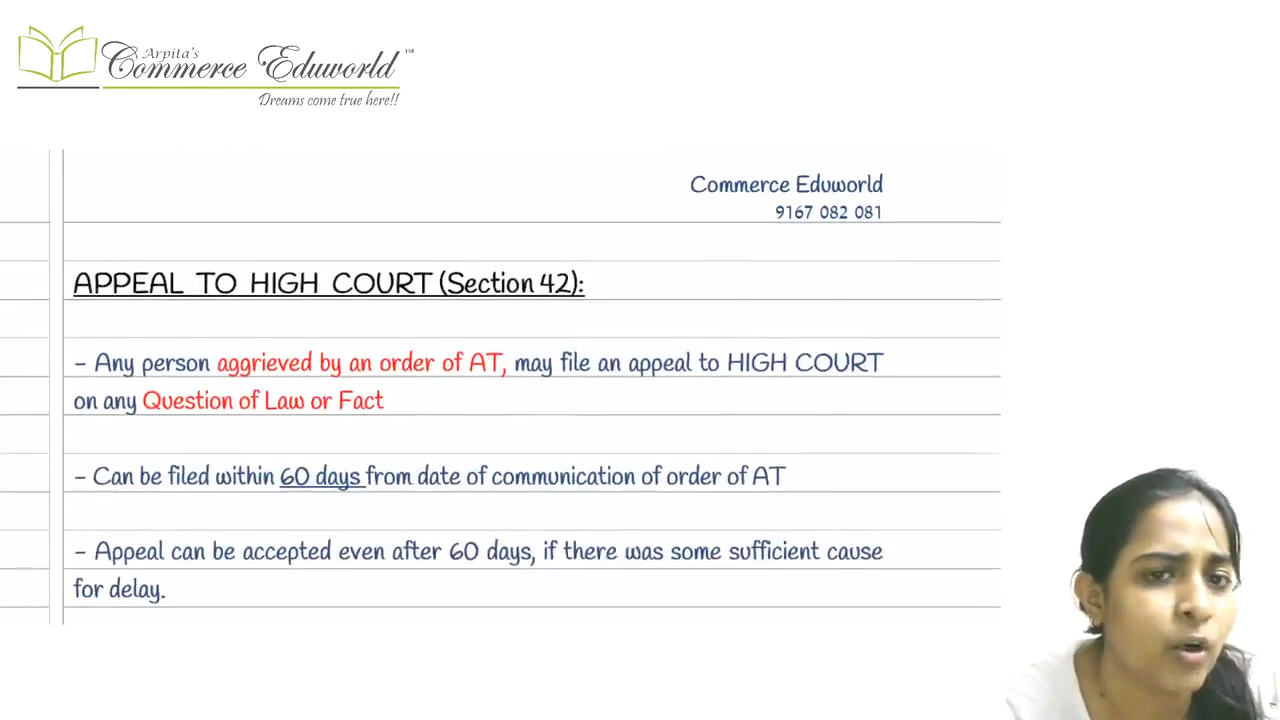 Arpita's
Commerce Eduworld™
Dreams come true here!!
Commerce Eduworld
9167 082 081
APPEAL TO HIGH COURT (Section 42):
- Any person aggrieved by an order of AT, may file an appeal to HIGH COURT
on any Question of Law or Fact
- Can be filed within 60 days from date of communication of order of AT
- Appeal can be accepted even after 60 days, if there was some sufficient cause
for delay.